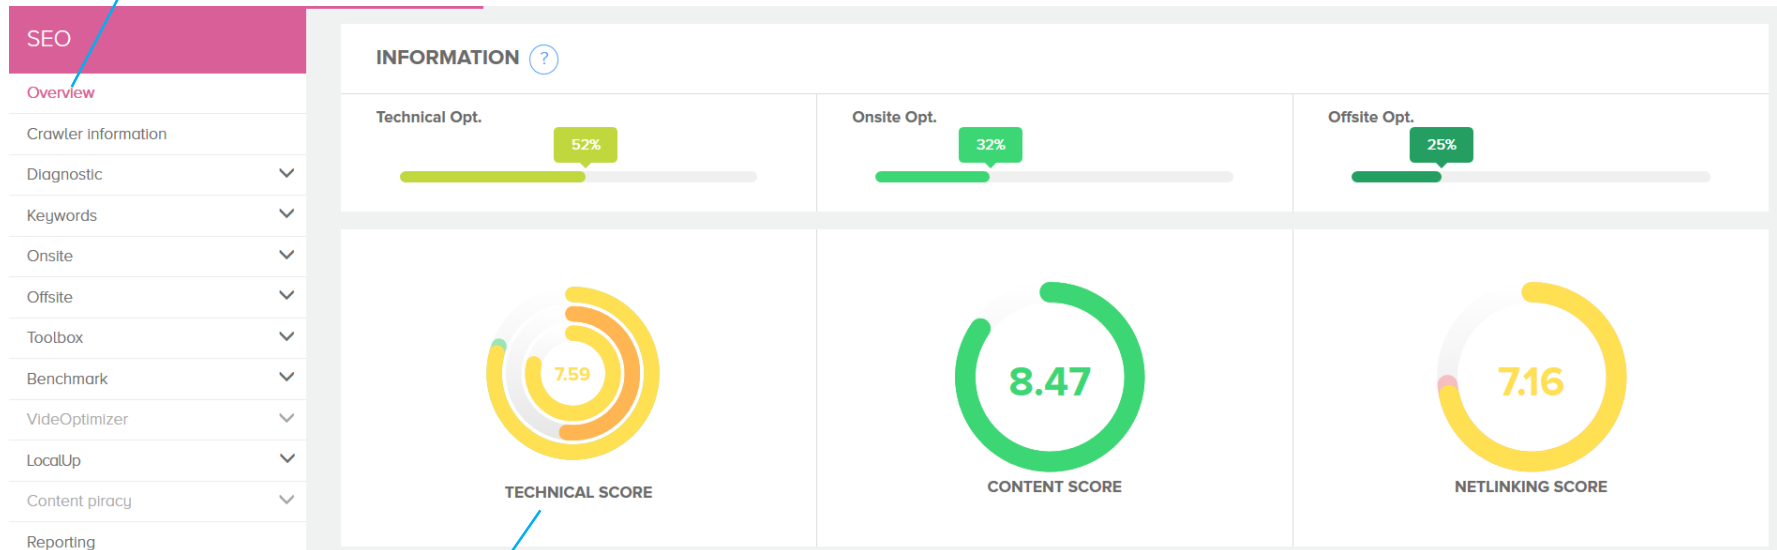 SEO
Overview
Crawler information
Diagnostic
Keywords
Onsite
Offsite
Toolbox
Benchmark
VideOptimizer
LocalUp
Content piracy
Reporting
INFORMATION ?
Technical Opt.
52%
Onsite Opt.
32%
Offsite Opt.
25%
7.59
TECHNICAL SCORE
8.47
CONTENT SCORE
7.16
NETLINKING SCORE